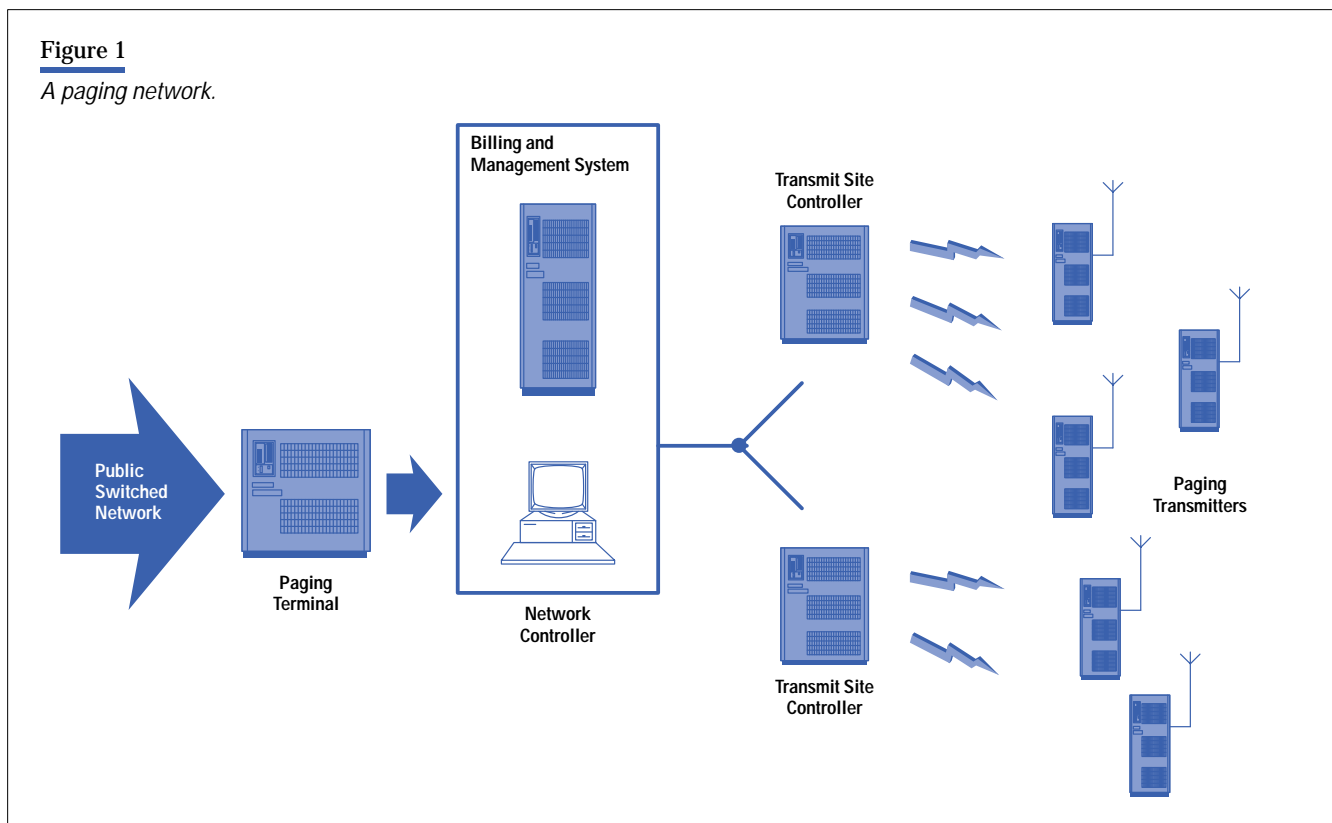 Figure 1
A paging network.
Billing and
Management System
Transmit Site
Controller
Public
Switched
Network
Paging
Terminal
Network
Controller
Paging
Transmitters
Transmit Site
Controller